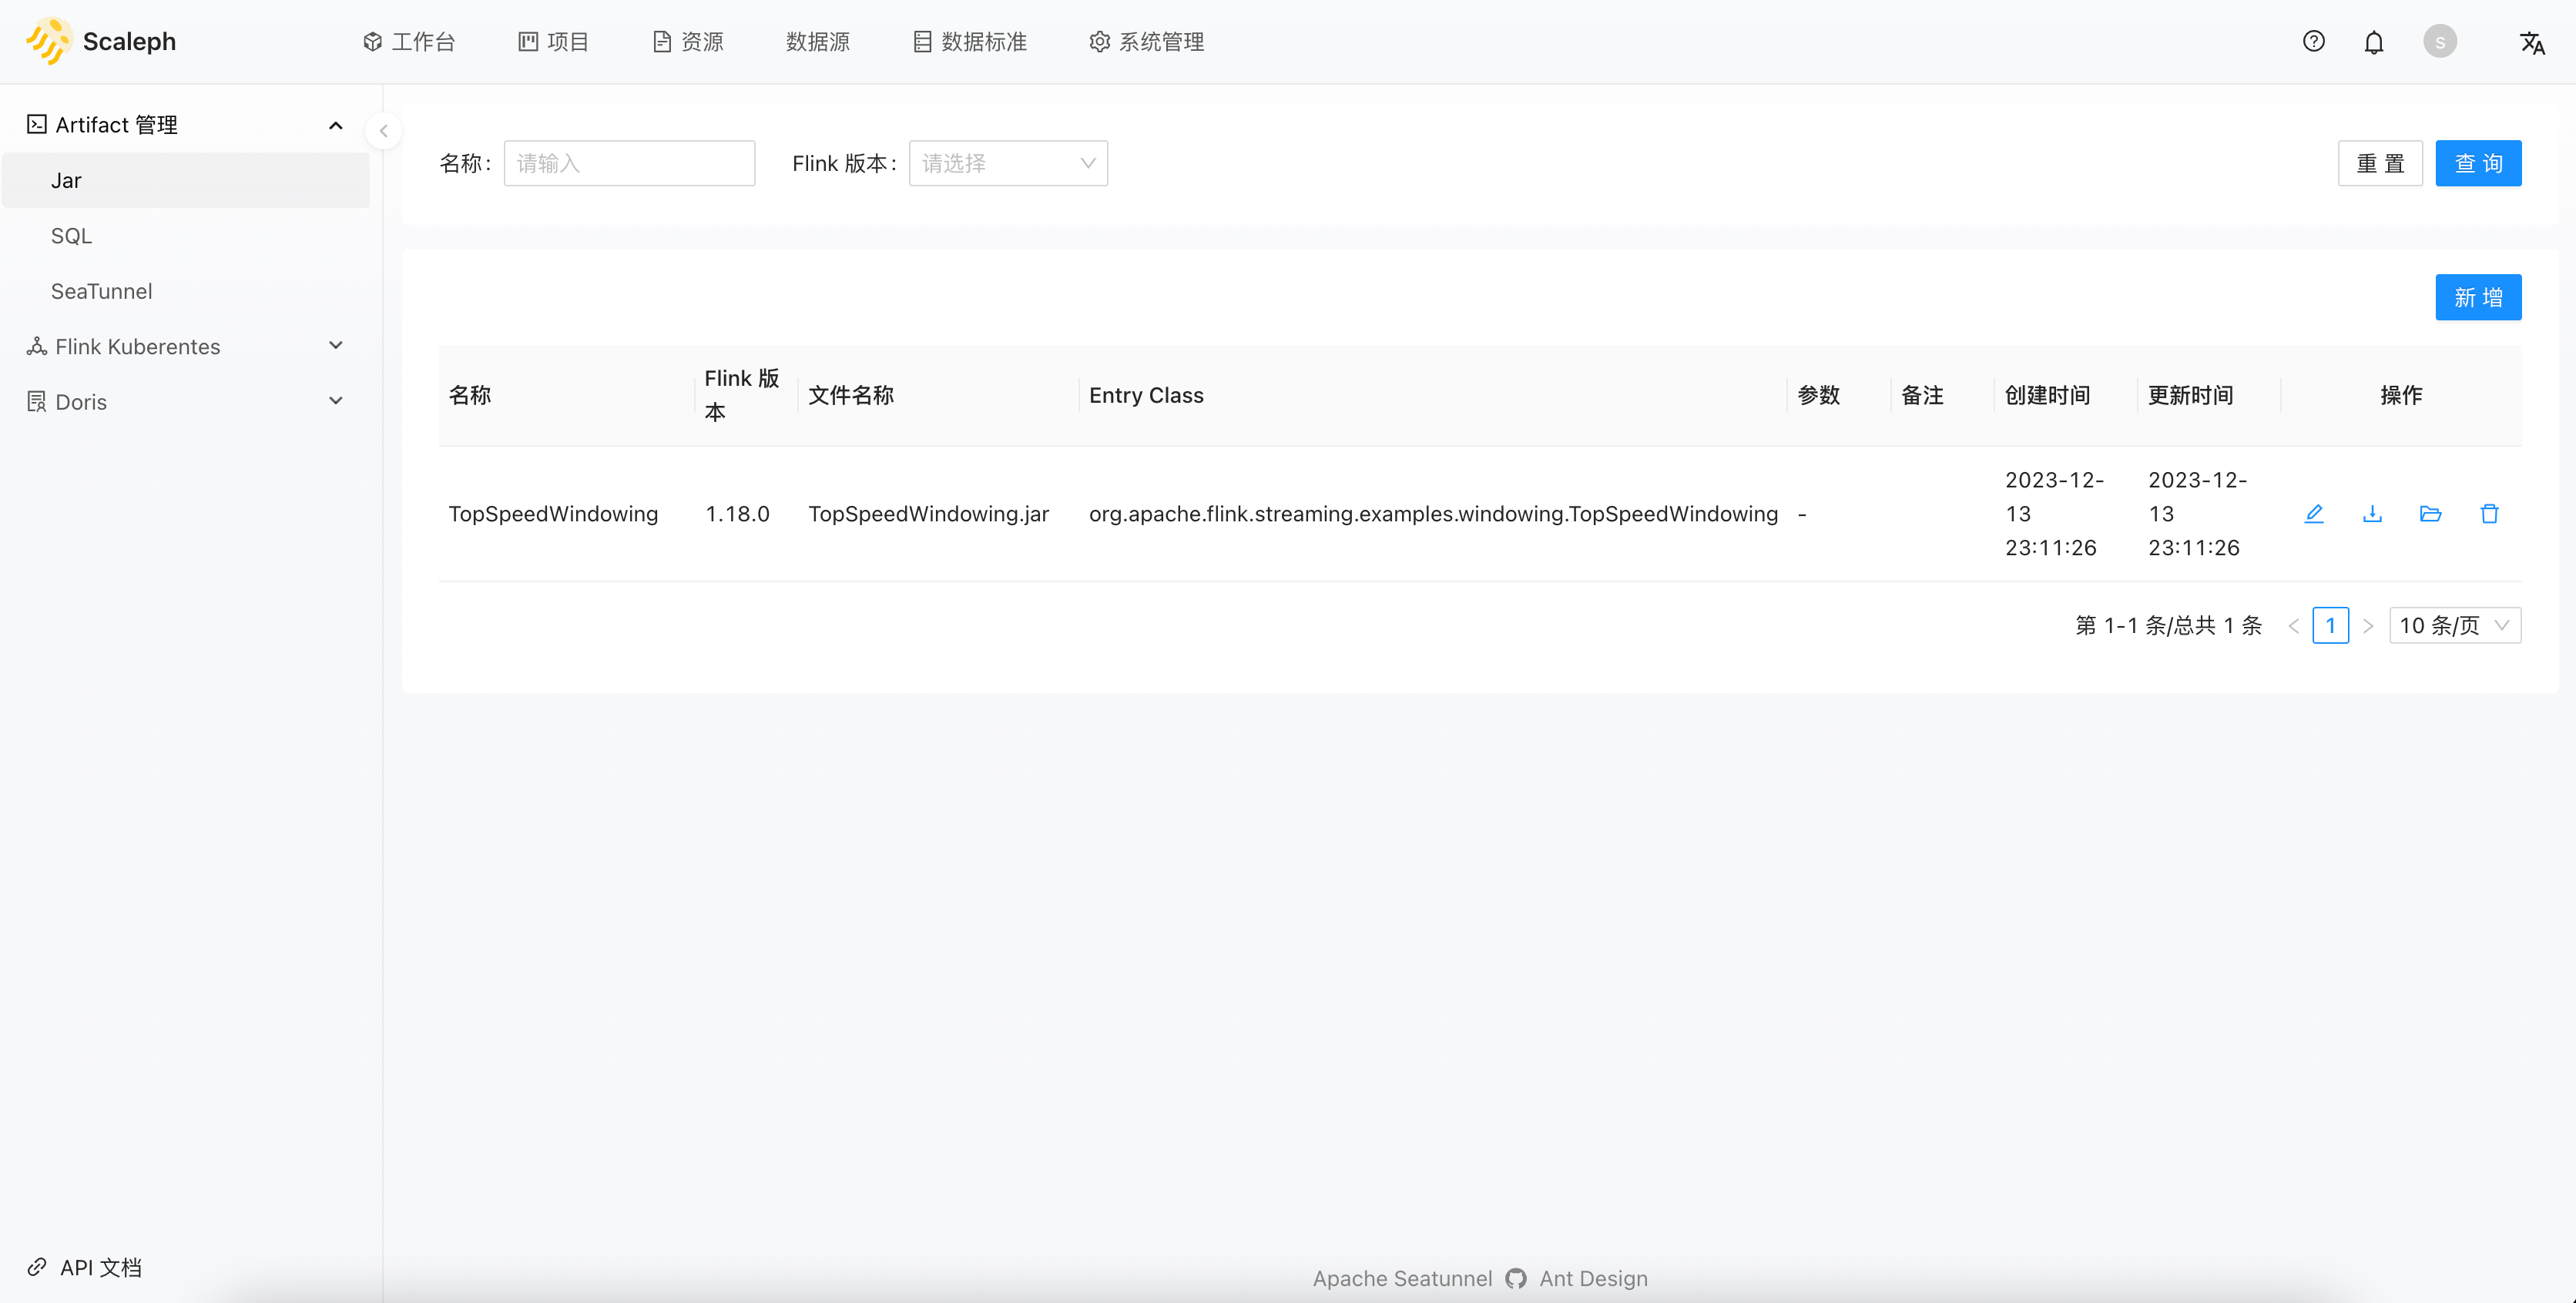 Scaleph
工作台
项目
资源
数据源
数据标准
系统管理
S
Artifact 管理
Jar
SQL
SeaTunnel
Flink Kuberentes
Doris
API 文档
名称: 请输入
Flink 版本: 请选择
重 置
查 询
新 增
名称
Flink 版
本
文件名称
Entry Class
参数
备注
创建时间
更新时间
操作
TopSpeedWindowing
1.18.0
TopSpeedWindowing.jar
org.apache.flink.streaming.examples.windowing.TopSpeedWindowing
-
2023-12-
13
23:11:26
2023-12-
13
23:11:26
第 1-1 条/总共 1 条
1
10 条/页
Apache Seatunnel
Ant Design